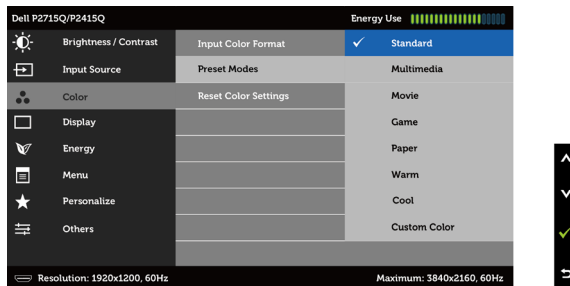 Dell P2715Q/P2415Q Energy Use
Brightness / Contrast Input Color Format Standard
Input Source Preset Modes Multimedia
Color Reset Color Settings Movie
Display Game
Energy Paper
Menu Warm
Personalize Cool
Others Custom Color
Resolution: 1920x1200, 60Hz Maximum: 3840x2160, 60Hz